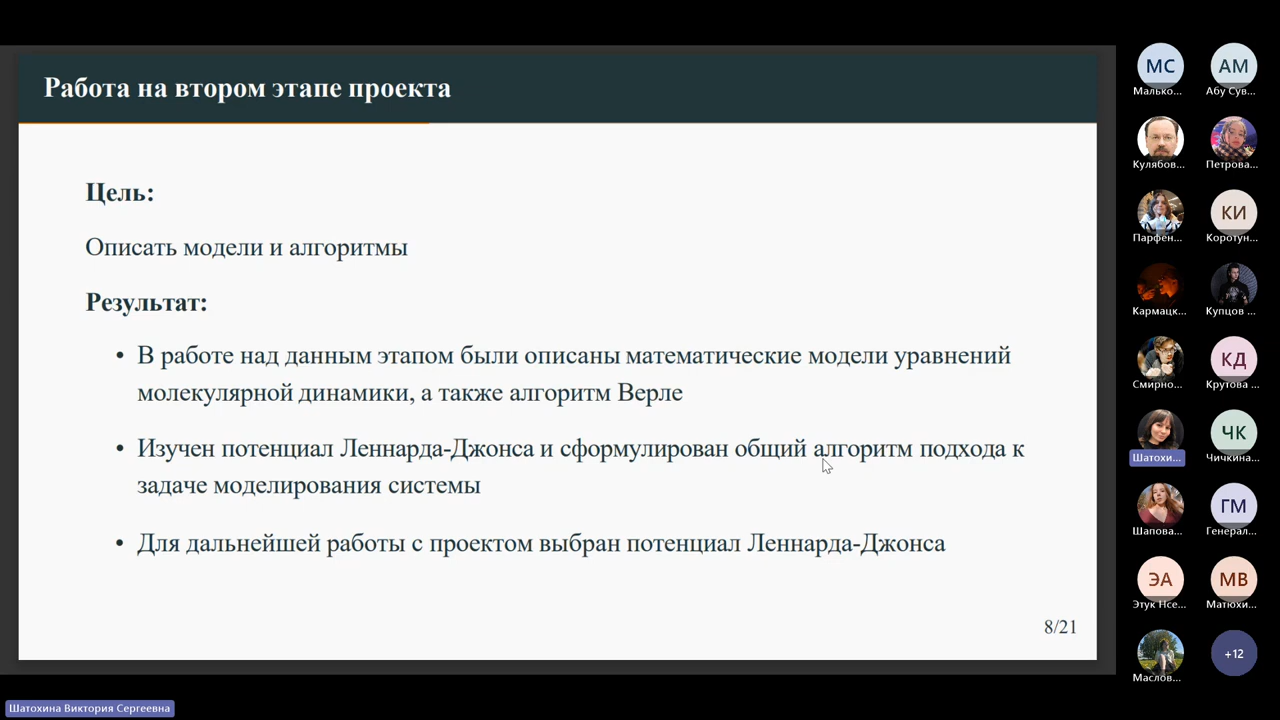 Работа на втором этапе проекта
Цель:
Описать модели и алгоритмы
Результат:
• В работе над данным этапом были описаны математические модели уравнений
молекулярной динамики, а также алгоритм Верле
• Изучен потенциал Леннарда-Джонса и сформулирован общий алгоритм подхода к
задаче моделирования системы
• Для дальнейшей работы с проектом выбран потенциал Леннарда-Джонса
8/21
МС
АМ
Малько...
Абу Сув...
Кулябов...
Петрова...
КИ
Парфен...
Коротун...
Кармацк...
Купцов ...
КД
Смирно...
Крутова ...
ЧК
Шатохи...
Чичкина...
ГМ
Шапова...
Генерал...
ЭА
МВ
Этук Нсе...
Матюхи...
+12
Маслов...
Шатохина Виктория Сергеевна